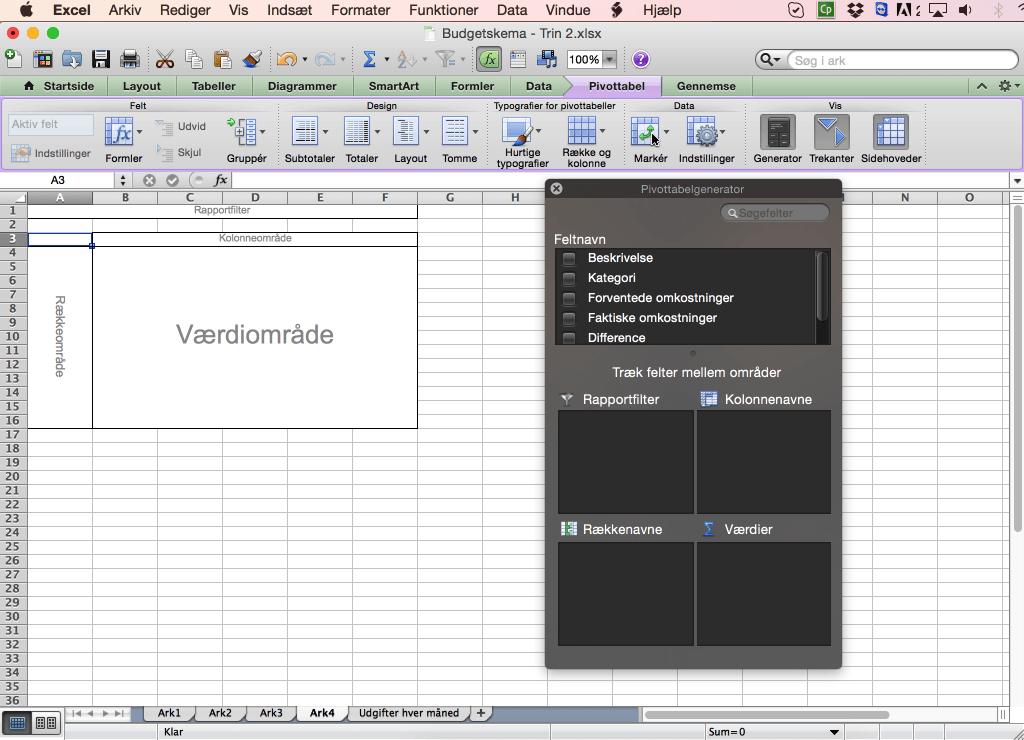 Excel Arkiv Rediger Vis Indsæt Formater Funktioner Data Vindue Hjælp
Budgetskema - Trin 2.xlsx
100%
Søg i ark
Startside Layout Tabeller Diagrammer SmartArt Formler Data Pivottabel Gennemse
Felt Design Typografier for pivottabeller Data Vis
Aktiv felt
Indstillinger
Formler
Udvid
Skjul
Gruppér
Subtotaler
Totaler
Layout
Tomme
Hurtige typografier
Række og kolonne
Markér
Indstillinger
Generator
Trekanter
Sidehoveder
A3
fx
A B C D E F G H M N O
1
2
3
4
5
6
7
8
9
10
11
12
13
14
15
16
17
18
19
20
21
22
23
24
25
26
27
28
29
30
31
32
33
34
35
36
Rapportfilter
Kolonneområde
Rækkeområde
Værdiområde
Pivottabelgenerator
Søgefelter
Feltnavn
Beskrivelse
Kategori
Forventede omkostninger
Faktiske omkostninger
Difference
Træk felter mellem områder
Rapportfilter
Kolonnenavne
Rækkenavne
Værdier
Ark1 Ark2 Ark3 Ark4 Udgifter hver måned
Klar
Sum=0